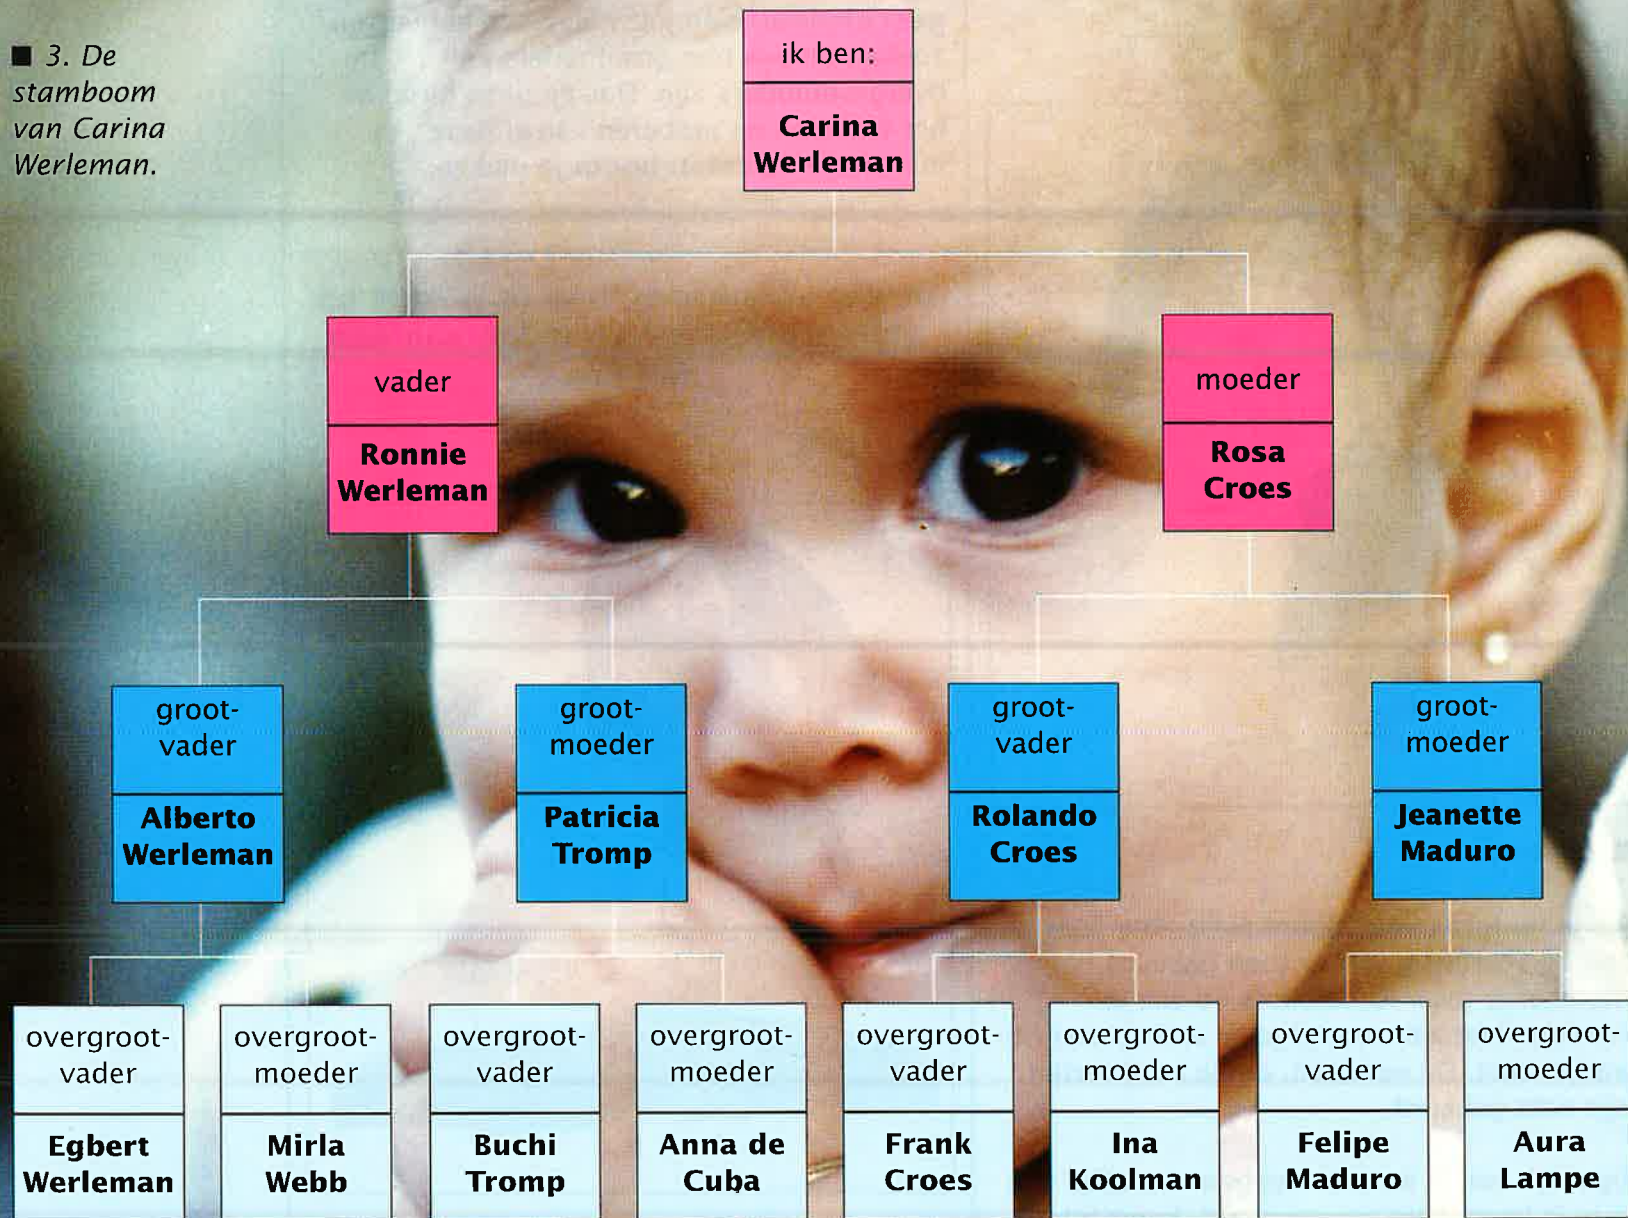 ■ 3. De
stamboom
van Carina
Werleman.
ik ben:
Carina
Werleman
vader
Ronnie
Werleman
moeder
Rosa
Croes
groot-
vader
Alberto
Werleman
groot-
moeder
Patricia
Tromp
groot-
vader
Rolando
Croes
groot-
moeder
Jeanette
Maduro
overgroot-
vader
Egbert
Werleman
overgroot-
moeder
Mirla
Webb
overgroot-
vader
Buchi
Tromp
overgroot-
moeder
Anna de
Cuba
overgroot-
vader
Frank
Croes
overgroot-
moeder
Ina
Koolman
overgroot-
vader
Felipe
Maduro
overgroot-
moeder
Aura
Lampe